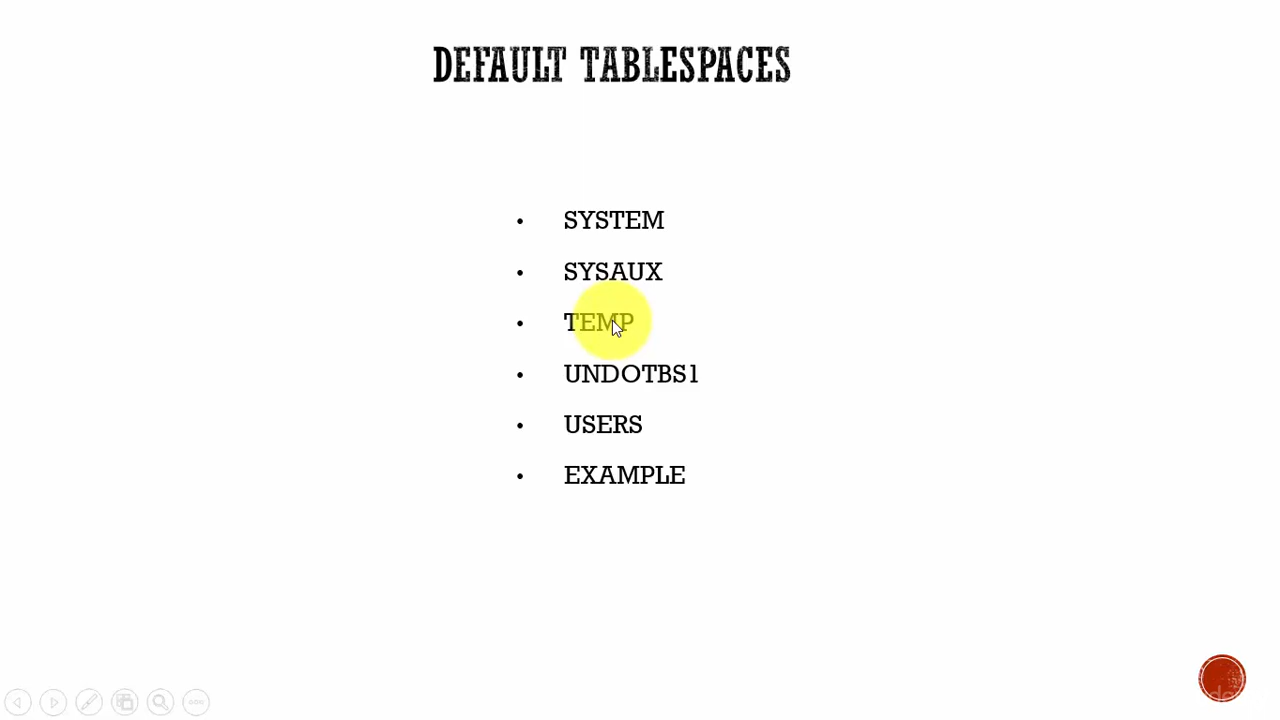 DEFAULT TABLESPACES
• SYSTEM
• SYSAUX
• TEMP
• UNDOTBS1
• USERS
• EXAMPLE